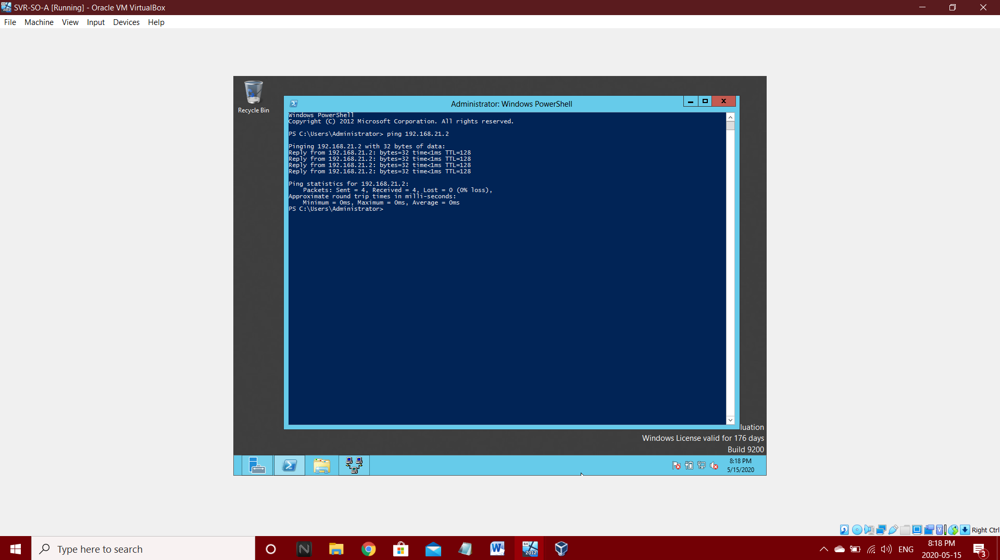 SVR-SO-A [Running] - Oracle VM VirtualBox
File Machine View Input Devices Help
Recycle Bin
Administrator: Windows PowerShell
Windows PowerShell
Copyright (C) 2012 Microsoft Corporation. All rights reserved.
PS C:\Users\Administrator> ping 192.168.21.2
Pinging 192.168.21.2 with 32 bytes of data:
Reply from 192.168.21.2: bytes=32 time<1ms TTL=128
Reply from 192.168.21.2: bytes=32 time<1ms TTL=128
Reply from 192.168.21.2: bytes=32 time<1ms TTL=128
Reply from 192.168.21.2: bytes=32 time<1ms TTL=128
Ping statistics for 192.168.21.2:
    Packets: Sent = 4, Received = 4, Lost = 0 (0% loss),
Approximate round trip times in milli-seconds:
    Minimum = 0ms, Maximum = 0ms, Average = 0ms
PS C:\Users\Administrator>
luation
Windows License valid for 176 days
Build 9200
8:18 PM
5/15/2020
Right Ctrl
Type here to search
64
2012
ENG
8:18 PM
2020-05-15
3